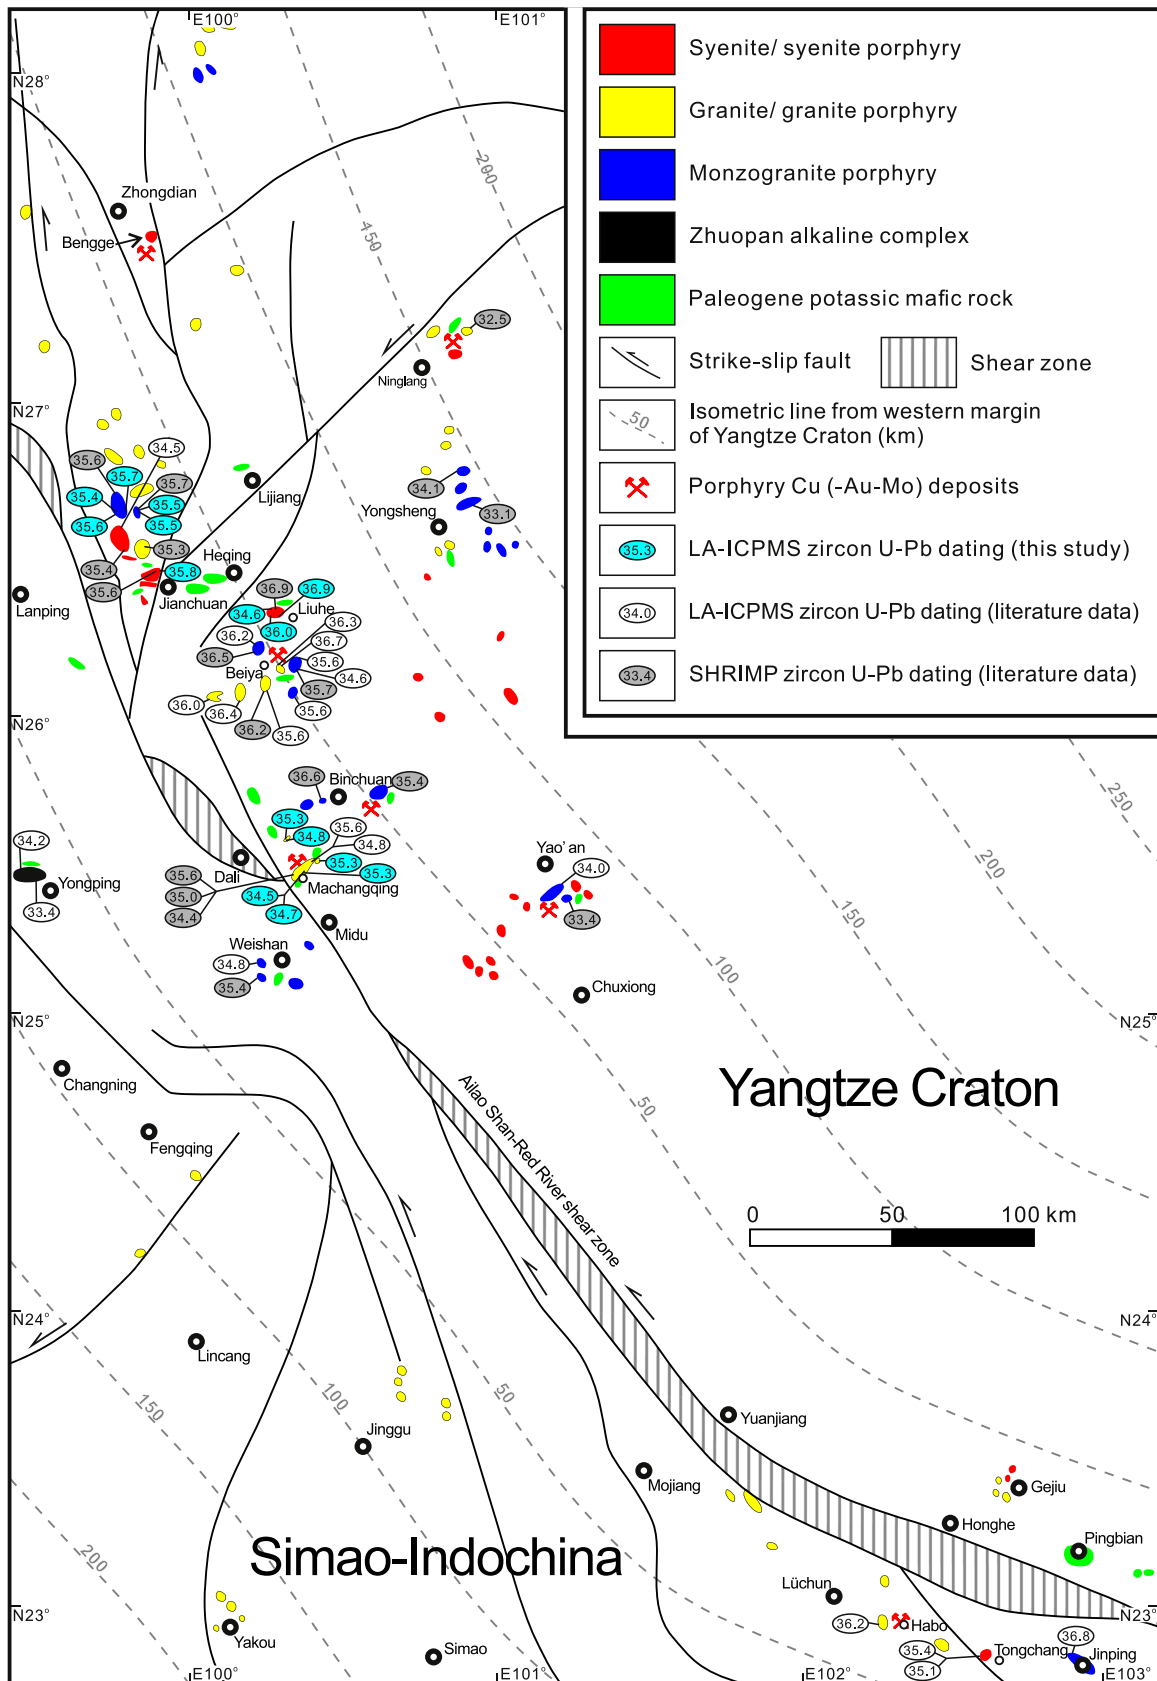 E100°
E101°
N28°
200
Zhongdian
Bengge
450
32.5
Ninglang
N27°
34.5
35.6
35.7
35.7
35.4
35.5
35.6
35.5
35.3
35.4
35.8
35.6
Lijiang
34.1
33.1
Yongsheng
Heqing
Lanping
Jianchuan
36.9
36.9
34.6
Liuhe
36.0
36.3
36.2
36.7
36.5
35.6
Beiya
34.6
35.7
36.0
36.4
35.6
36.2
35.6
N26°
36.6
Binchuan
35.4
35.3
35.6
34.8
34.8
34.2
35.3
Dali
35.6
35.3
Yongping
Machangqing
35.0
34.5
33.4
34.4
34.7
Yao'an
34.0
33.4
Midu
Weishan
34.8
35.4
Chuxiong
N25°
Changning
Fengqing
Ailao Shan-Red River shear zone
50
100
150
200
250
Yangtze Craton
N25°
0 50 100 km
N24°
N24°
Lincang
150
100
50
Jinggu
Yuanjiang
Mojiang
Gejiu
Honghe
Pingbian
Simao-Indochina
200
Lüchun
N23°
N23°
Yakou
Simao
36.2
Habo
35.4
35.1
Tongchang
36.8
Jinping
E100°
E101°
E102°
E103°
Syenite/ syenite porphyry
Granite/ granite porphyry
Monzogranite porphyry
Zhuopan alkaline complex
Paleogene potassic mafic rock
Strike-slip fault
Shear zone
50
Isometric line from western margin
of Yangtze Craton (km)
Porphyry Cu (-Au-Mo) deposits
35.3
LA-ICPMS zircon U-Pb dating (this study)
34.0
LA-ICPMS zircon U-Pb dating (literature data)
33.4
SHRIMP zircon U-Pb dating (literature data)